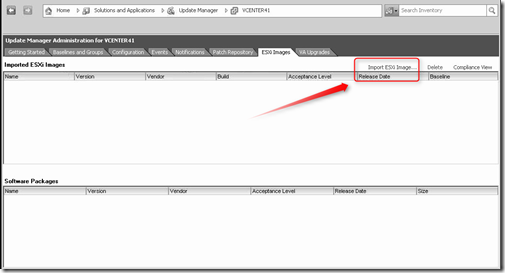 Home ▸ Solutions and Applications ▸ Update Manager ▸ VCENTER41 Search Inventory
Update Manager Administration for VCENTER41
Getting Started Baselines and Groups Configuration Events Notifications Patch Repository ESXi Images VA Upgrades
Imported ESXi Images
Import ESXi Image... Delete Compliance View
Name Version Vendor Build Acceptance Level Release Date Baseline
Software Packages
Name Version Vendor Acceptance Level Release Date Size